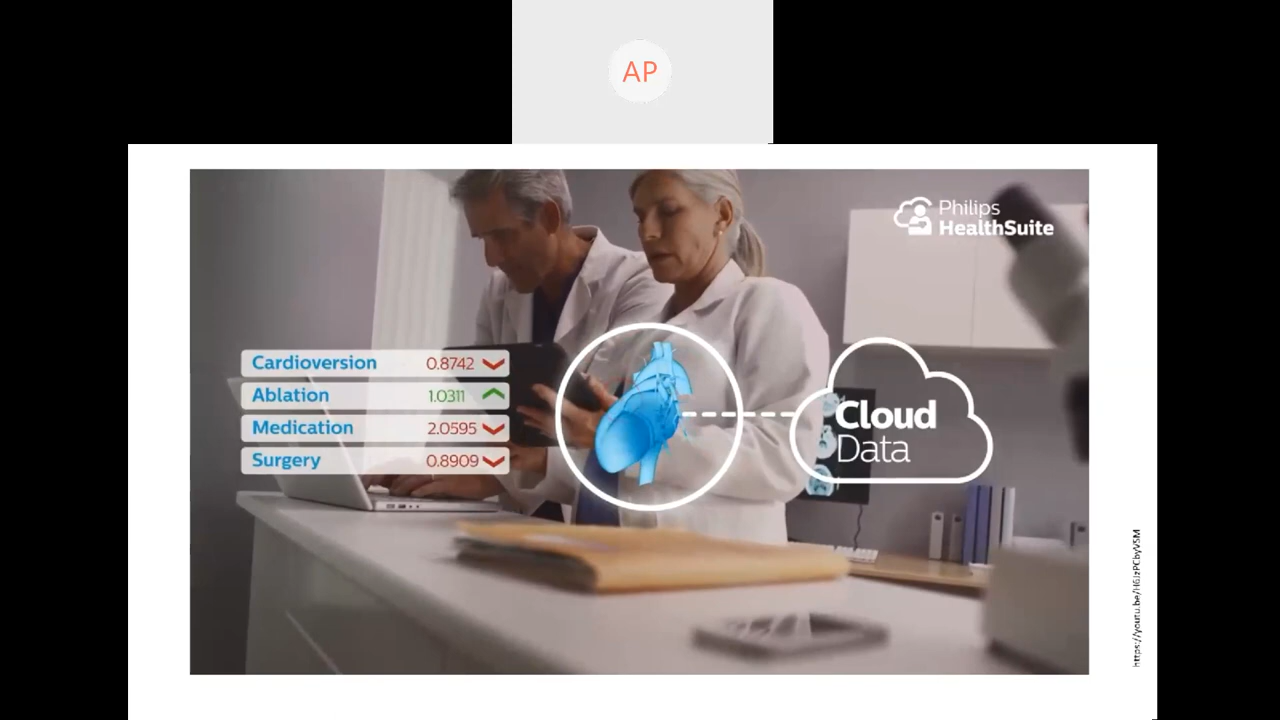 AP
Philips
HealthSuite
Cardioversion 0.8742
Ablation 1.0311
Medication 2.0595
Surgery 0.8909
Cloud
Data